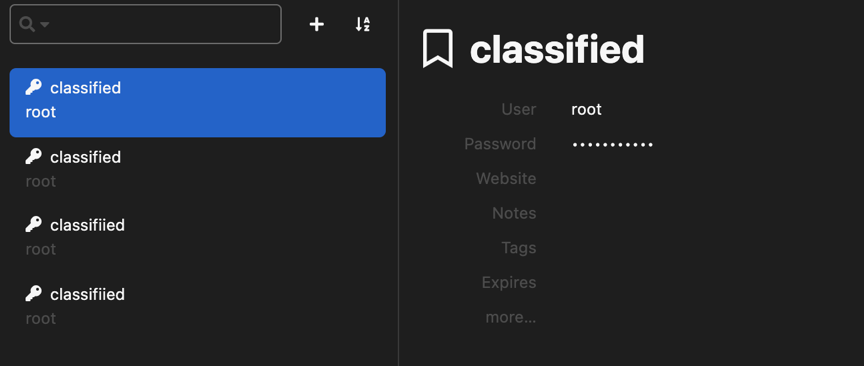 classified
root
classified
root
classifiied
root
classifiied
root
classified
User root
Password •••••••••••
Website
Notes
Tags
Expires
more...